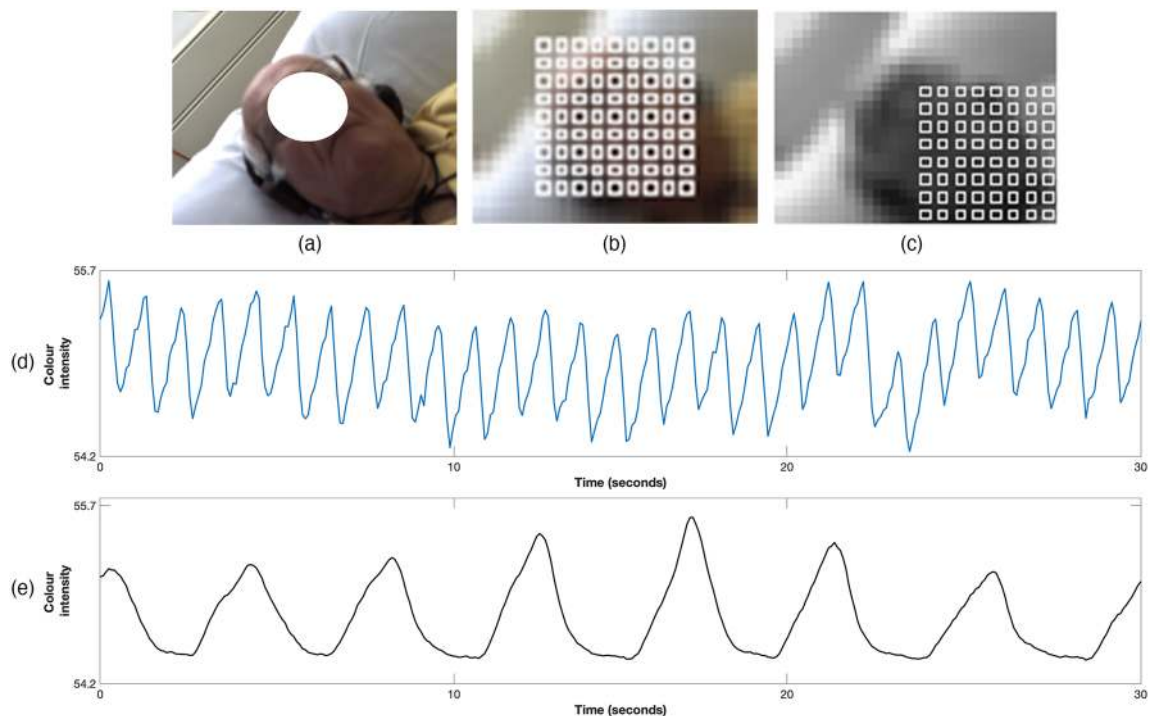 (a)
(b)
(c)
(d)
Colour
intensity
55.7
54.2
0
10
20
30
Time (seconds)
(e)
Colour
intensity
55.7
54.2
0
10
20
30
Time (seconds)